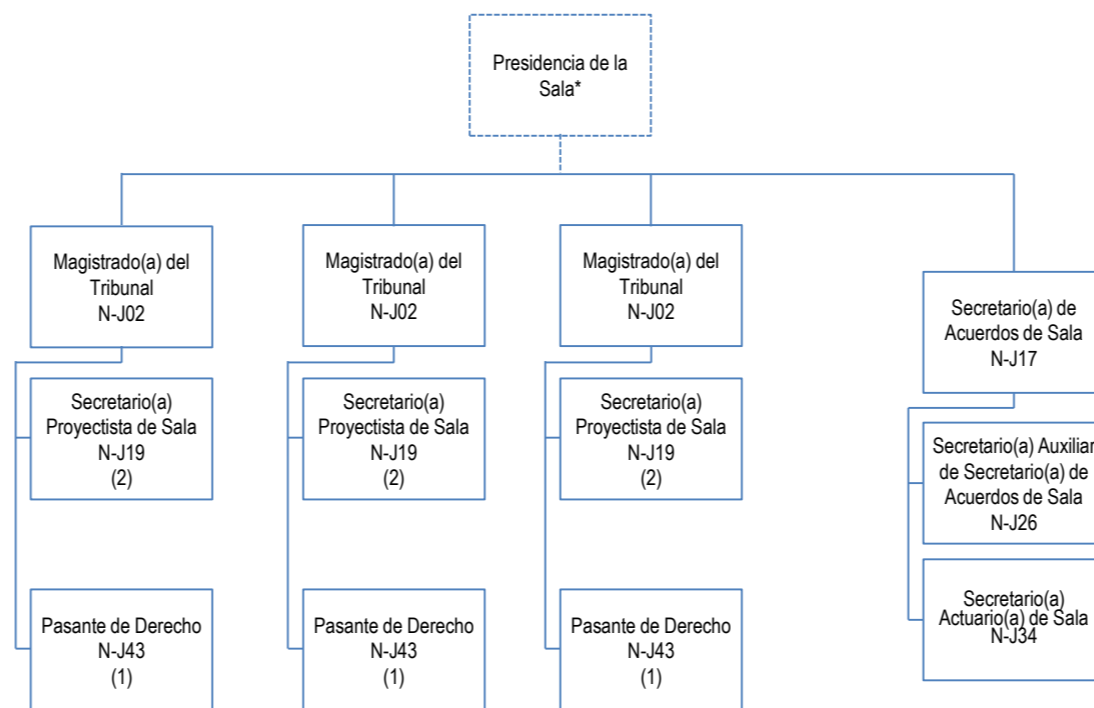 Presidencia de la
Sala*
Magistrado(a) del
Tribunal
N-J02
Magistrado(a) del
Tribunal
N-J02
Magistrado(a) del
Tribunal
N-J02
Secretario(a) de
Acuerdos de Sala
N-J17
Secretario(a)
Proyectista de Sala
N-J19
(2)
Secretario(a)
Proyectista de Sala
N-J19
(2)
Secretario(a)
Proyectista de Sala
N-J19
(2)
Secretario(a) Auxiliar
de Secretario(a) de
Acuerdos de Sala
N-J26
Secretario(a)
Actuario(a) de Sala
N-J34
Pasante de Derecho
N-J43
(1)
Pasante de Derecho
N-J43
(1)
Pasante de Derecho
N-J43
(1)